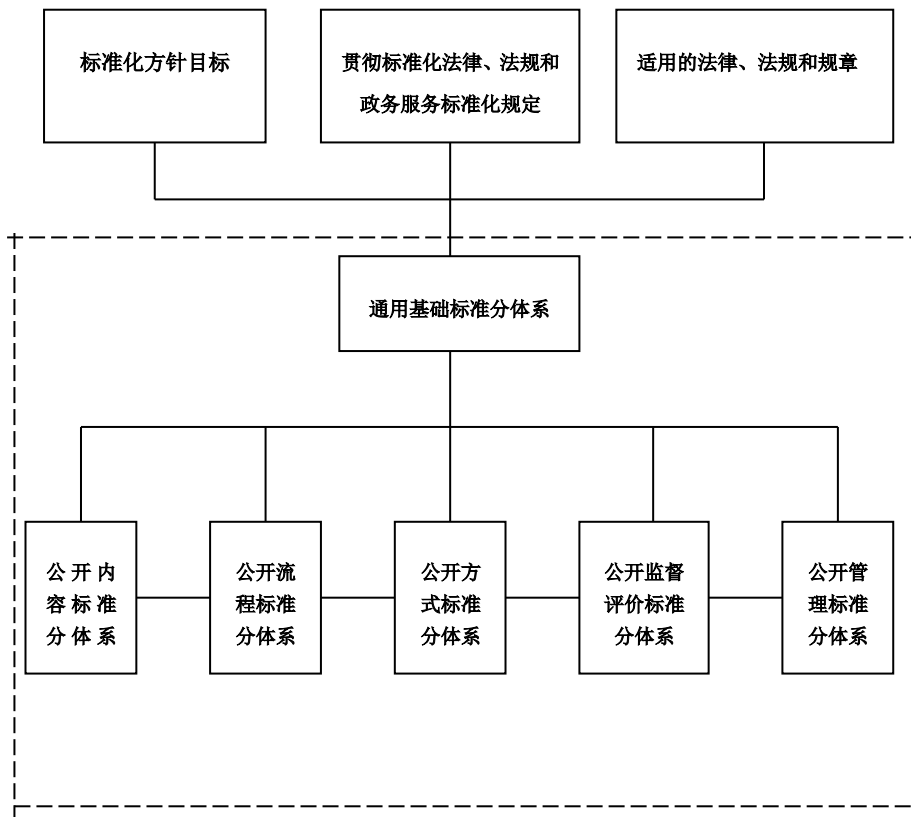 标准化方针目标
贯彻标准化法律、法规和
政务服务标准化规定
适用的法律、法规和规章
通用基础标准分体系
公开内
容标准
分体系
公开流
程标准
分体系
公开方
式标准
分体系
公开监督
评价标准
分体系
公开管
理标准
分体系